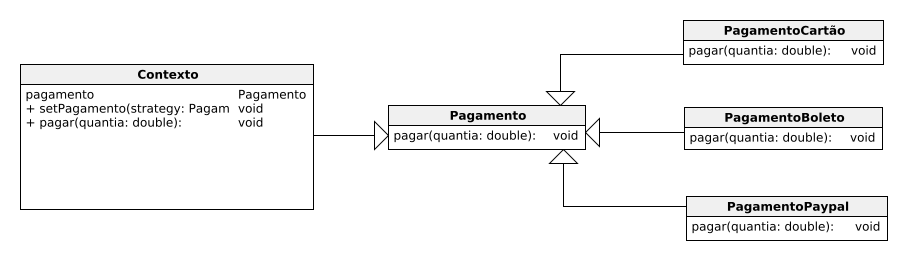 Contexto
pagamento Pagamento
+ setPagamento(strategy: Pagam void
+ pagar(quantia: double): void
Pagamento
pagar(quantia: double): void
PagamentoCartão
pagar(quantia: double): void
PagamentoBoleto
pagar(quantia: double): void
PagamentoPaypal
pagar(quantia: double): void